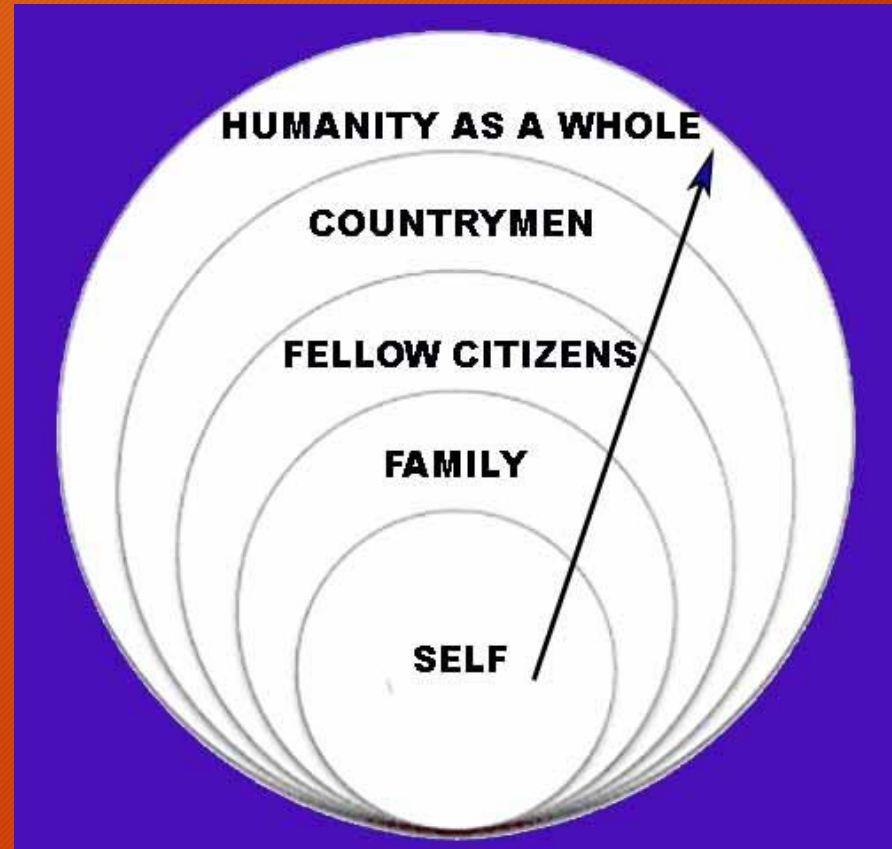 HUMANITY AS A WHOLE
COUNTRYMEN
FELLOW CITIZENS
FAMILY
SELF